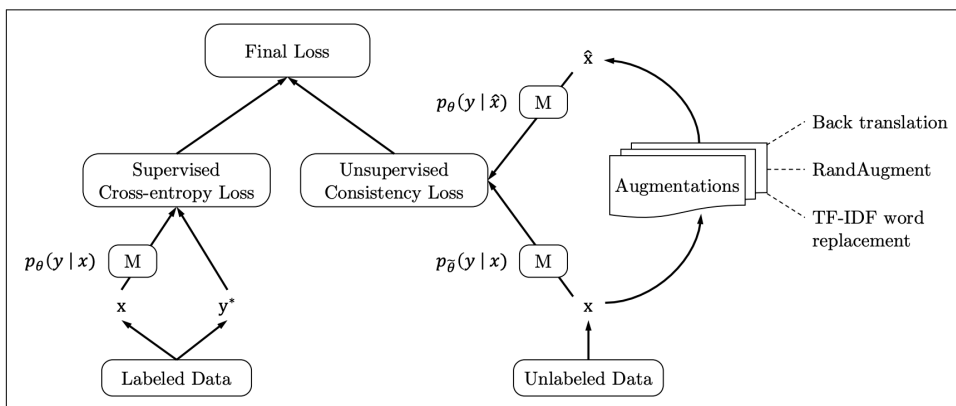 Final Loss
x̂
p_θ(y | x̂)
M
Back translation
Supervised
Cross-entropy Loss
Unsupervised
Consistency Loss
Augmentations
RandAugment
TF-IDF word
replacement
p_θ(y | x)
M
p_θ̃(y | x)
M
x
y*
x
Labeled Data
Unlabeled Data